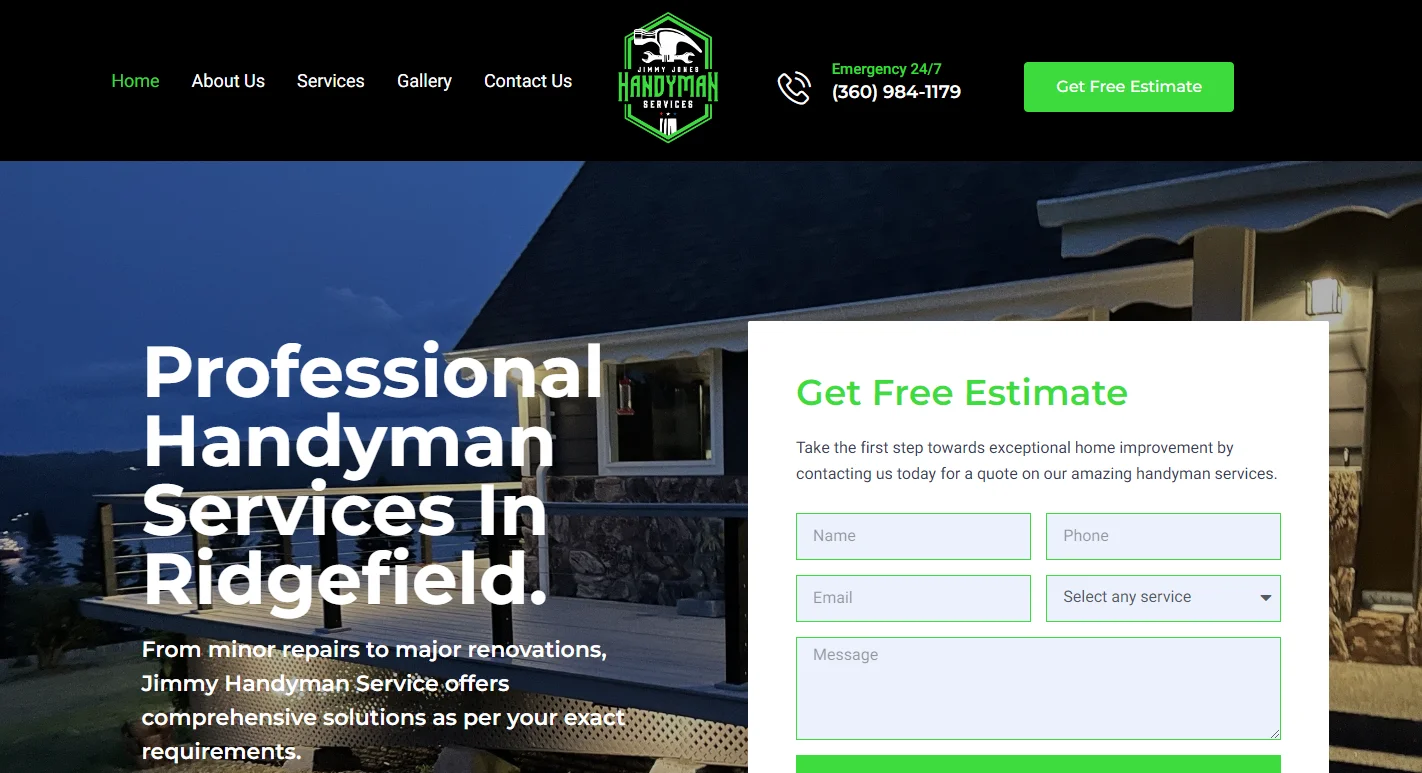 Home
About Us
Services
Gallery
Contact Us
JIMMY JONES
HANDYMAN
SERVICES
Emergency 24/7
(360) 984-1179
Get Free Estimate
Professional
Handyman
Services In
Ridgefield.
From minor repairs to major renovations,
Jimmy Handyman Service offers
comprehensive solutions as per your exact
requirements.
Get Free Estimate
Take the first step towards exceptional home improvement by
contacting us today for a quote on our amazing handyman services.
Name
Phone
Email
Select any service
Message